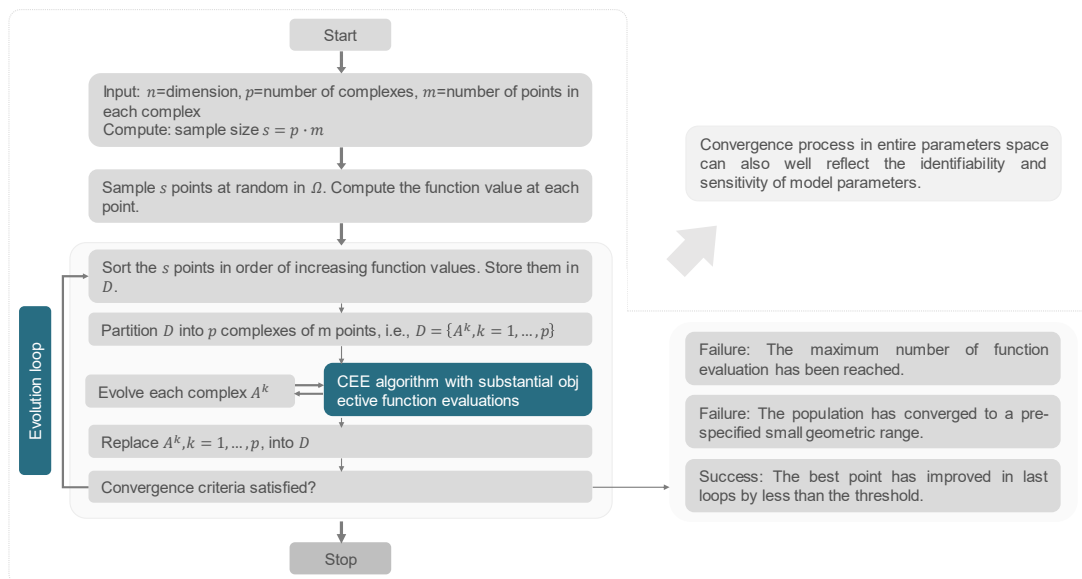 Start
Input: n=dimension, p=number of complexes, m=number of points in
each complex
Compute: sample size s = p · m
Sample s points at random in Ω. Compute the function value at each
point.
Sort the s points in order of increasing function values. Store them in
D.
Partition D into p complexes of m points, i.e., D = {A^k, k = 1, ..., p}
Evolve each complex A^k
CEE algorithm with substantial obj
ective function evaluations
Replace A^k, k = 1, ..., p, into D
Convergence criteria satisfied?
Stop
Evolution loop
Convergence process in entire parameters space
can also well reflect the identifiability and
sensitivity of model parameters.
Failure: The maximum number of function
evaluation has been reached.
Failure: The population has converged to a pre-
specified small geometric range.
Success: The best point has improved in last
loops by less than the threshold.